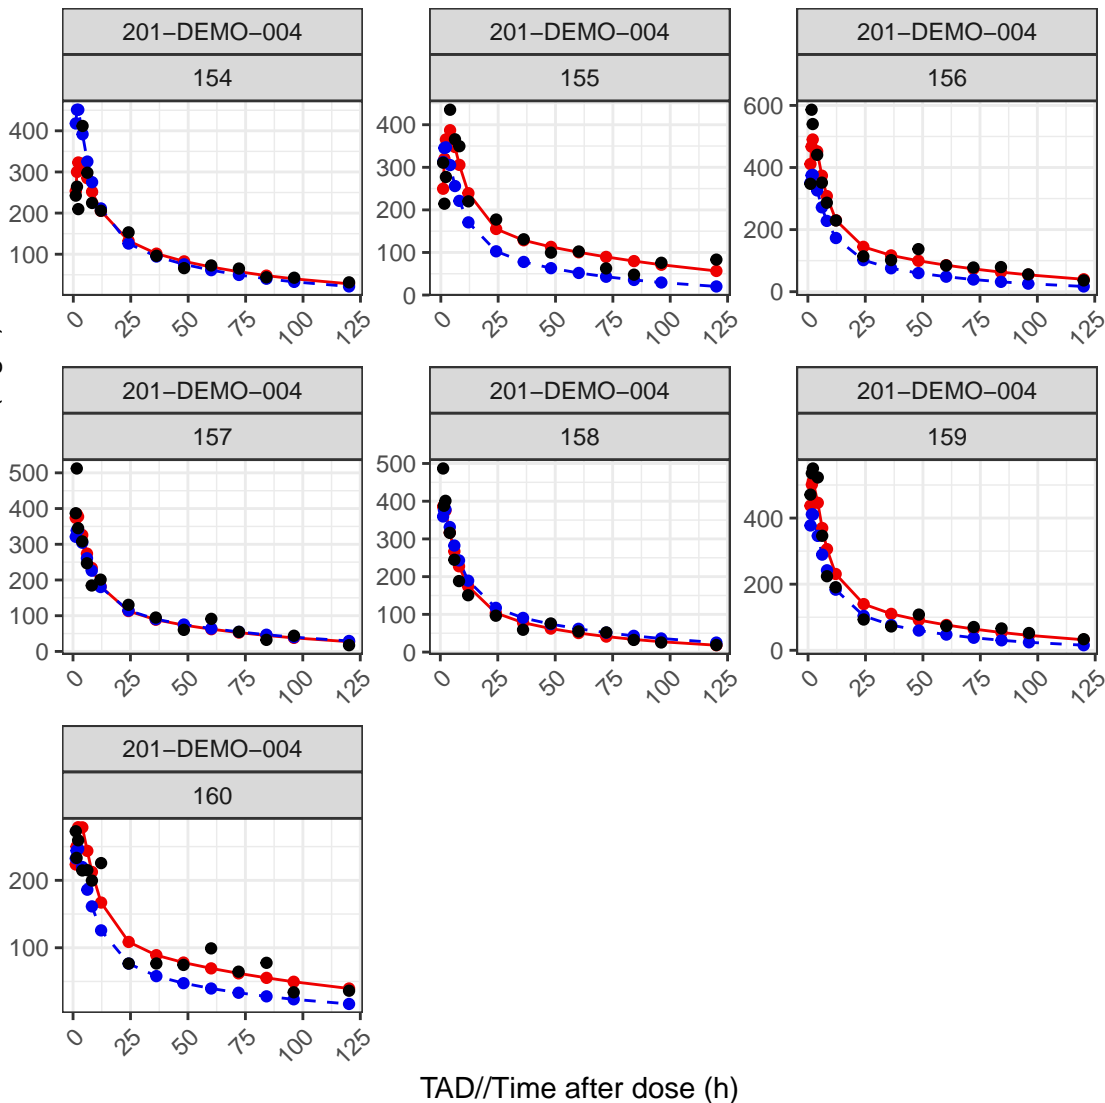 201−DEMO−004 201−DEMO−004 201−DEMO−004
154 155 156
400 400 600
300 300 400
200 200 200
100 100 0
0
0 25 50 75 100 125 0 25 50 75 100 125 0 25 50 75 100 125
201−DEMO−004 201−DEMO−004 201−DEMO−004
157 158 159
500 500 400
400 400 200
300 300 0
200 200
100 100
0 0
0 25 50 75 100 125 0 25 50 75 100 125 0 25 50 75 100 125
201−DEMO−004
160
200
100
0 25 50 75 100 125
TAD//Time after dose (h)